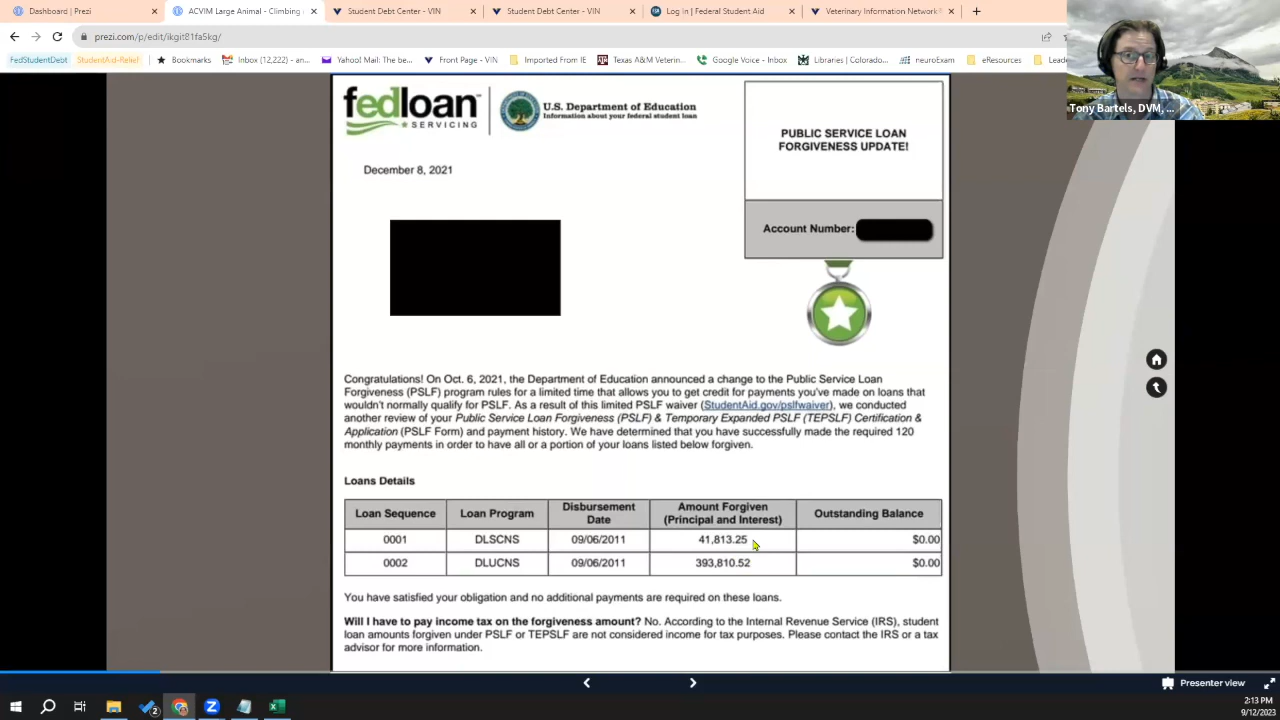 Dashboard | Prezi
ACVIM Large Animal - Climbing
Student Debt Center - VIN
Student Debt Center - VIN
Log In | Federal Student Aid
Veterinary Information Network
prezi.com/p/edit/ikgit81fa5kg/
FedStudentDebt
StudentAid-Relief
Bookmarks
Inbox (12,222) - an...
Yahoo! Mail: The be...
Front Page - VIN
Imported From IE
Texas A&M Veterin...
Google Voice - Inbox
Libraries | Colorado...
neuroExam
eResources
Leade
Tony Bartels, DVM, ...
fedloan
SERVICING
U.S. Department of Education
Information about your federal student loan
PUBLIC SERVICE LOAN
FORGIVENESS UPDATE!
December 8, 2021
Account Number:
Congratulations! On Oct. 6, 2021, the Department of Education announced a change to the Public Service Loan
Forgiveness (PSLF) program rules for a limited time that allows you to get credit for payments you've made on loans that
wouldn't normally qualify for PSLF. As a result of this limited PSLF waiver (StudentAid.gov/pslfwaiver), we conducted
another review of your Public Service Loan Forgiveness (PSLF) & Temporary Expanded PSLF (TEPSLF) Certification &
Application (PSLF Form) and payment history. We have determined that you have successfully made the required 120
monthly payments in order to have all or a portion of your loans listed below forgiven.
Loans Details
Loan Sequence Loan Program Disbursement Date Amount Forgiven (Principal and Interest) Outstanding Balance
0001 DLSCNS 09/06/2011 41,813.25 $0.00
0002 DLUCNS 09/06/2011 393,810.52 $0.00
You have satisfied your obligation and no additional payments are required on these loans.
Will I have to pay income tax on the forgiveness amount? No. According to the Internal Revenue Service (IRS), student
loan amounts forgiven under PSLF or TEPSLF are not considered income for tax purposes. Please contact the IRS or a tax
advisor for more information.
Presenter view
2:13 PM
9/12/2023